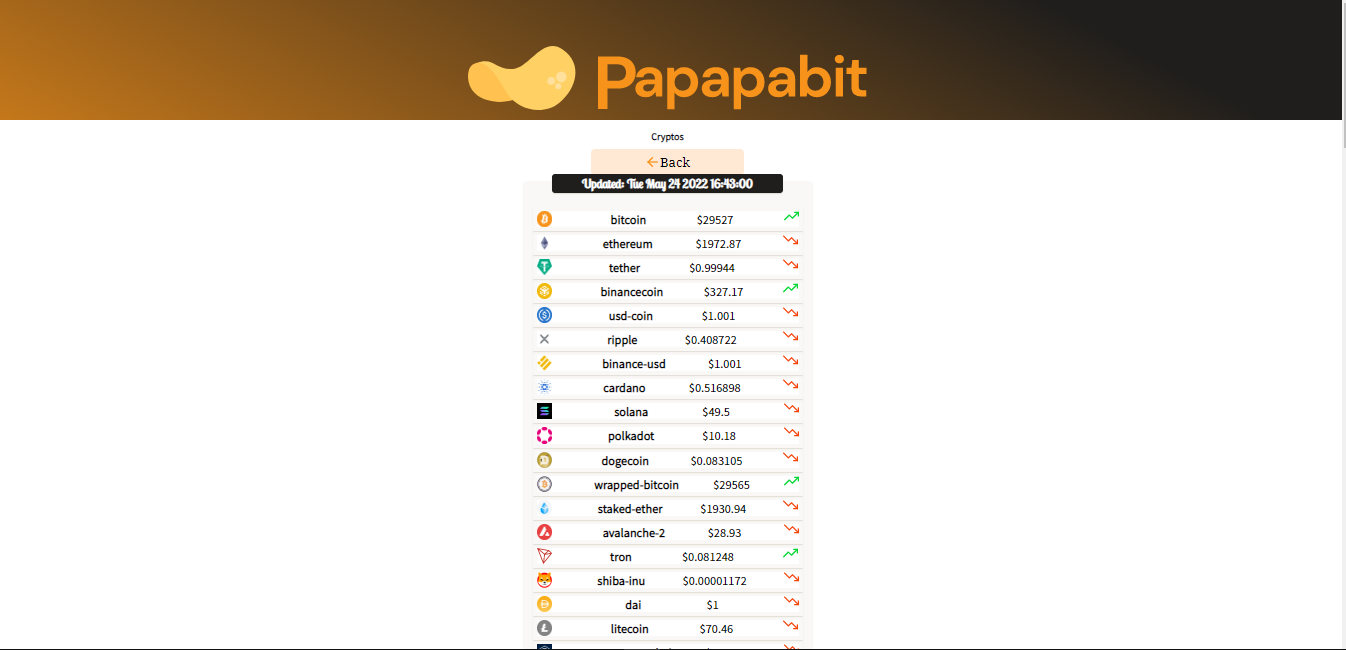 Papapabit
Cryptos
Back
Updated: Tue May 24 2022 16:43:00
bitcoin $29527
ethereum $1972.87
tether $0.99944
binancecoin $327.17
usd-coin $1.001
ripple $0.408722
binance-usd $1.001
cardano $0.516898
solana $49.5
polkadot $10.18
dogecoin $0.083105
wrapped-bitcoin $29565
staked-ether $1930.94
avalanche-2 $28.93
tron $0.081248
shiba-inu $0.00001172
dai $1
litecoin $70.46